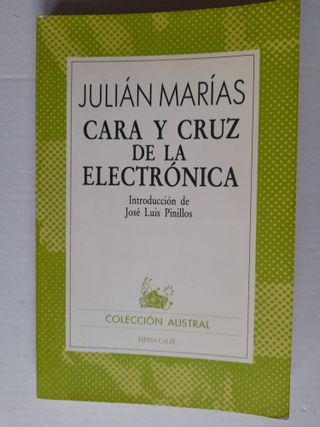 JULIÁN MARÍAS
CARA Y CRUZ
DE LA
ELECTRÓNICA
Introducción de
José Luis Pinillos
COLECCIÓN AUSTRAL
ESPASA CALPE